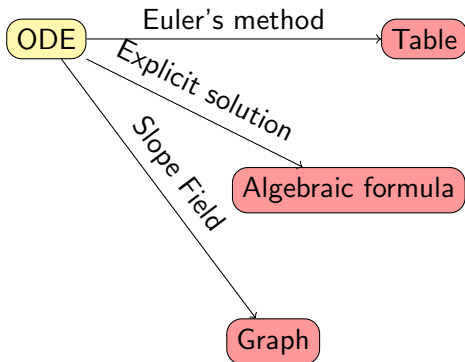 ODE
Euler's method
Table
Explicit solution
Algebraic formula
Slope Field
Graph